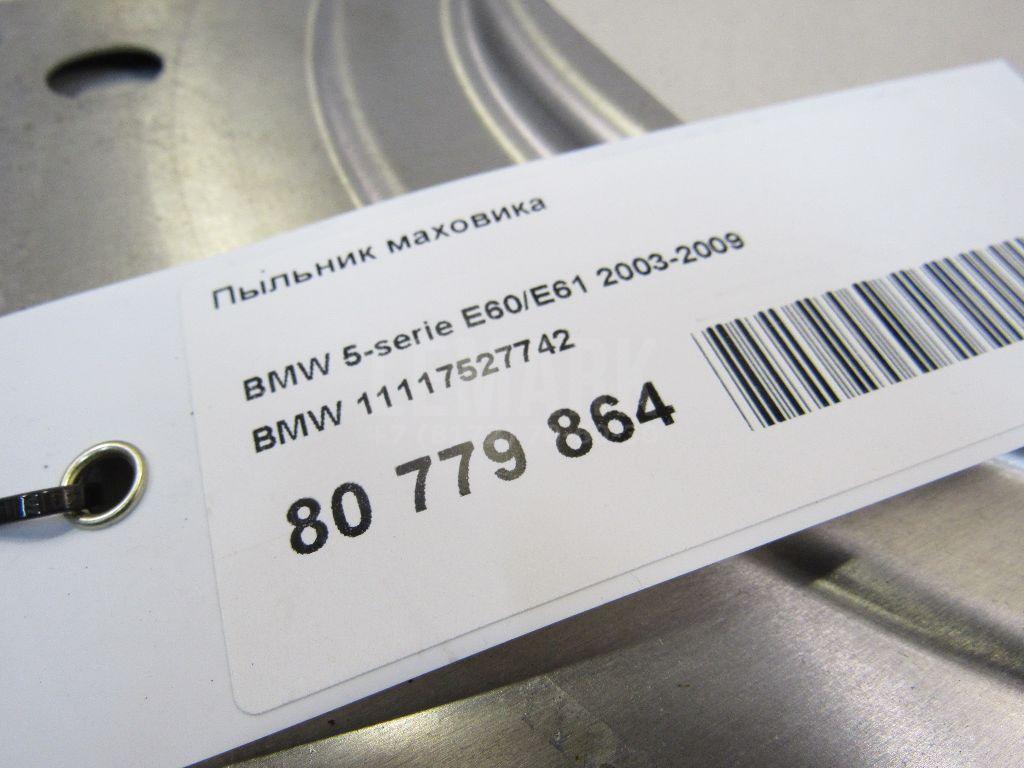 Пыльник маховика
BMW 5-serie E60/E61 2003-2009
BMW 11117527742
80 779 864